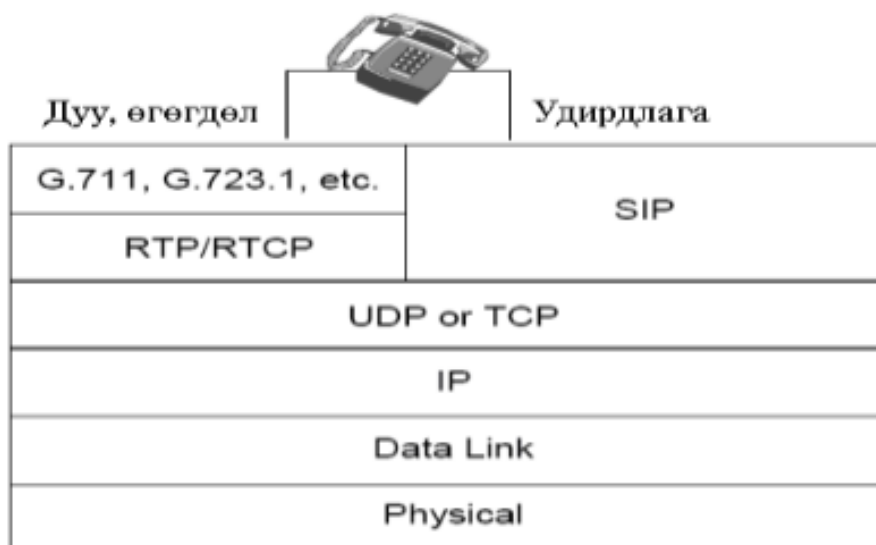 Дуу, өгөгдөл
Удирдлага
G.711, G.723.1, etc.
SIP
RTP/RTCP
UDP or TCP
IP
Data Link
Physical